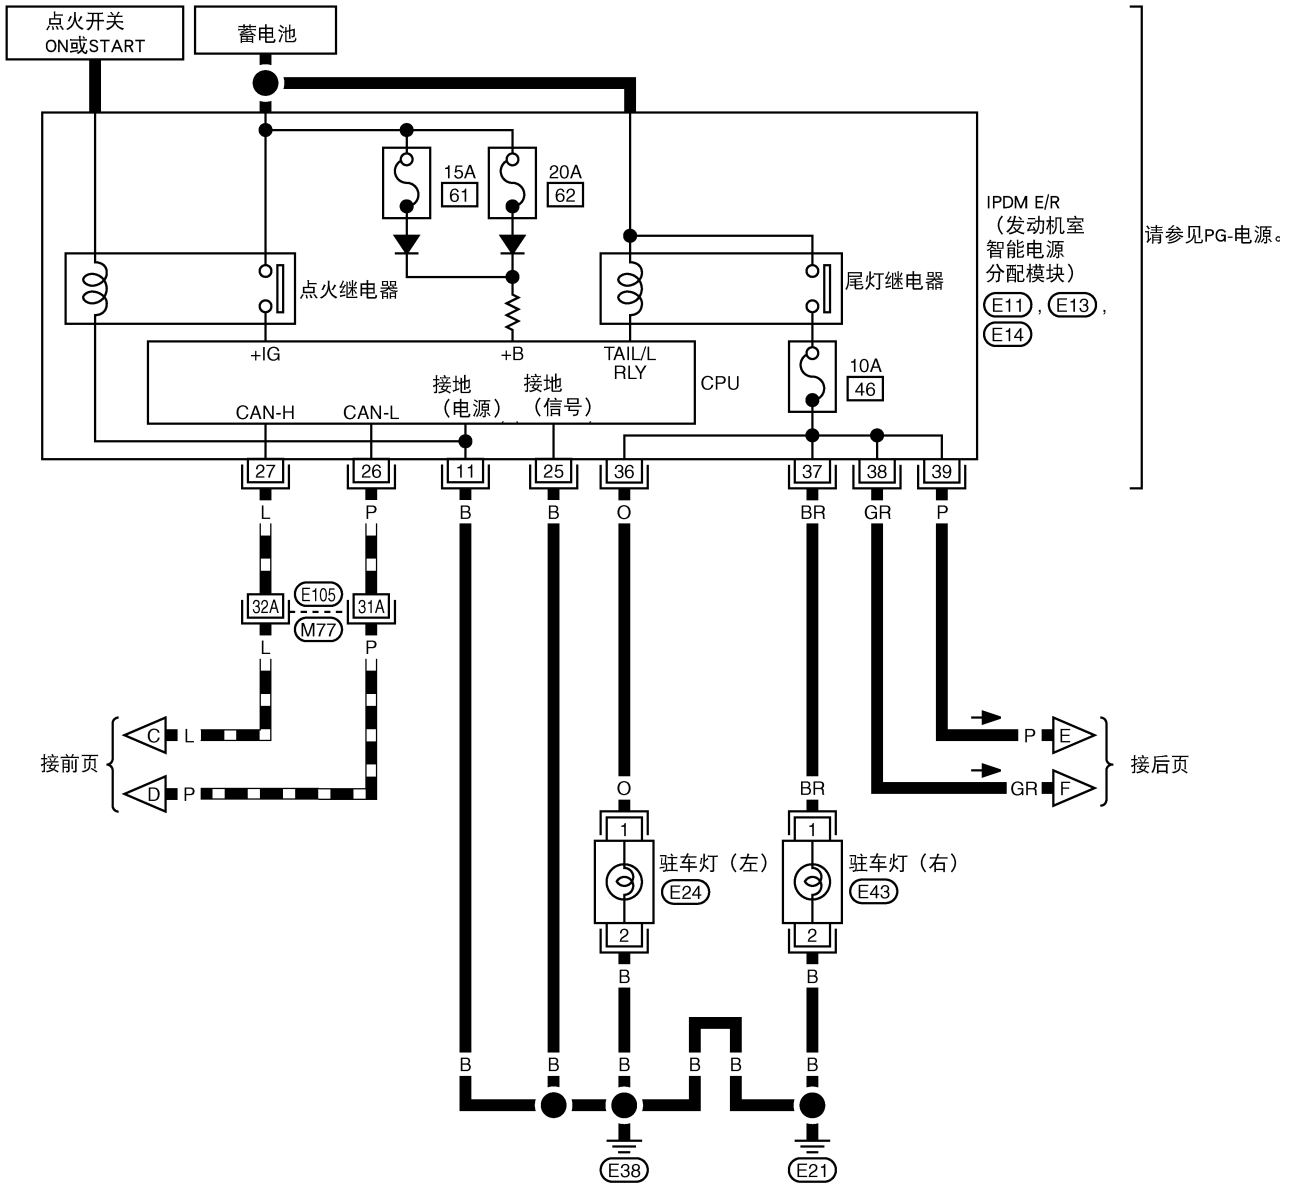 点火开关
ON或START
蓄电池
15A
61
20A
62
IPDM E/R
（发动机室
智能电源
分配模块）
E11 , E13 ,
E14
请参见PG-电源。
点火继电器
尾灯继电器
+IG
+B
TAIL/L
RLY
CPU
10A
46
接地
（电源）
接地
（信号）
CAN-H
CAN-L
27
26
11
25
36
37
38
39
L
P
B
B
O
BR
GR
P
32A
E105
31A
M77
L
P
C
L
D
P
接前页
P
E
GR
F
接后页
O
BR
1
1
驻车灯（左）
E24
驻车灯（右）
E43
2
2
B
B
B
B
B
B
B
B
E38
E21